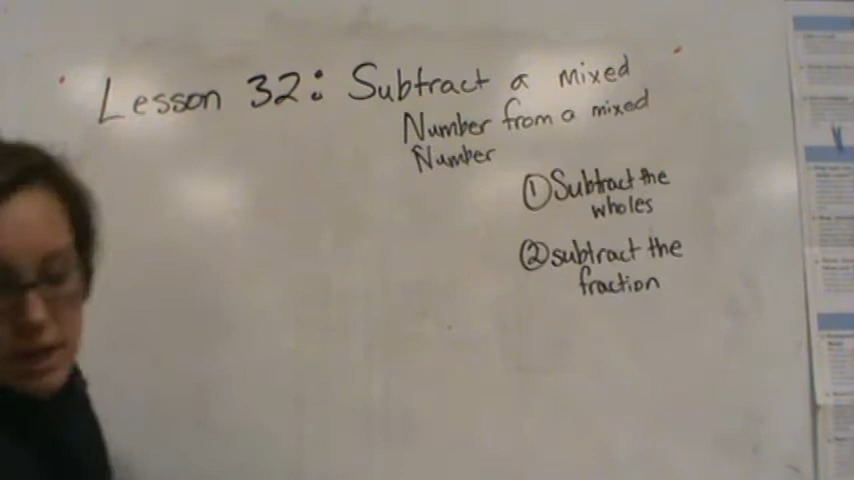 Lesson 32: Subtract a mixed
Number from a mixed
Number
① Subtract the
wholes
② subtract the
fraction